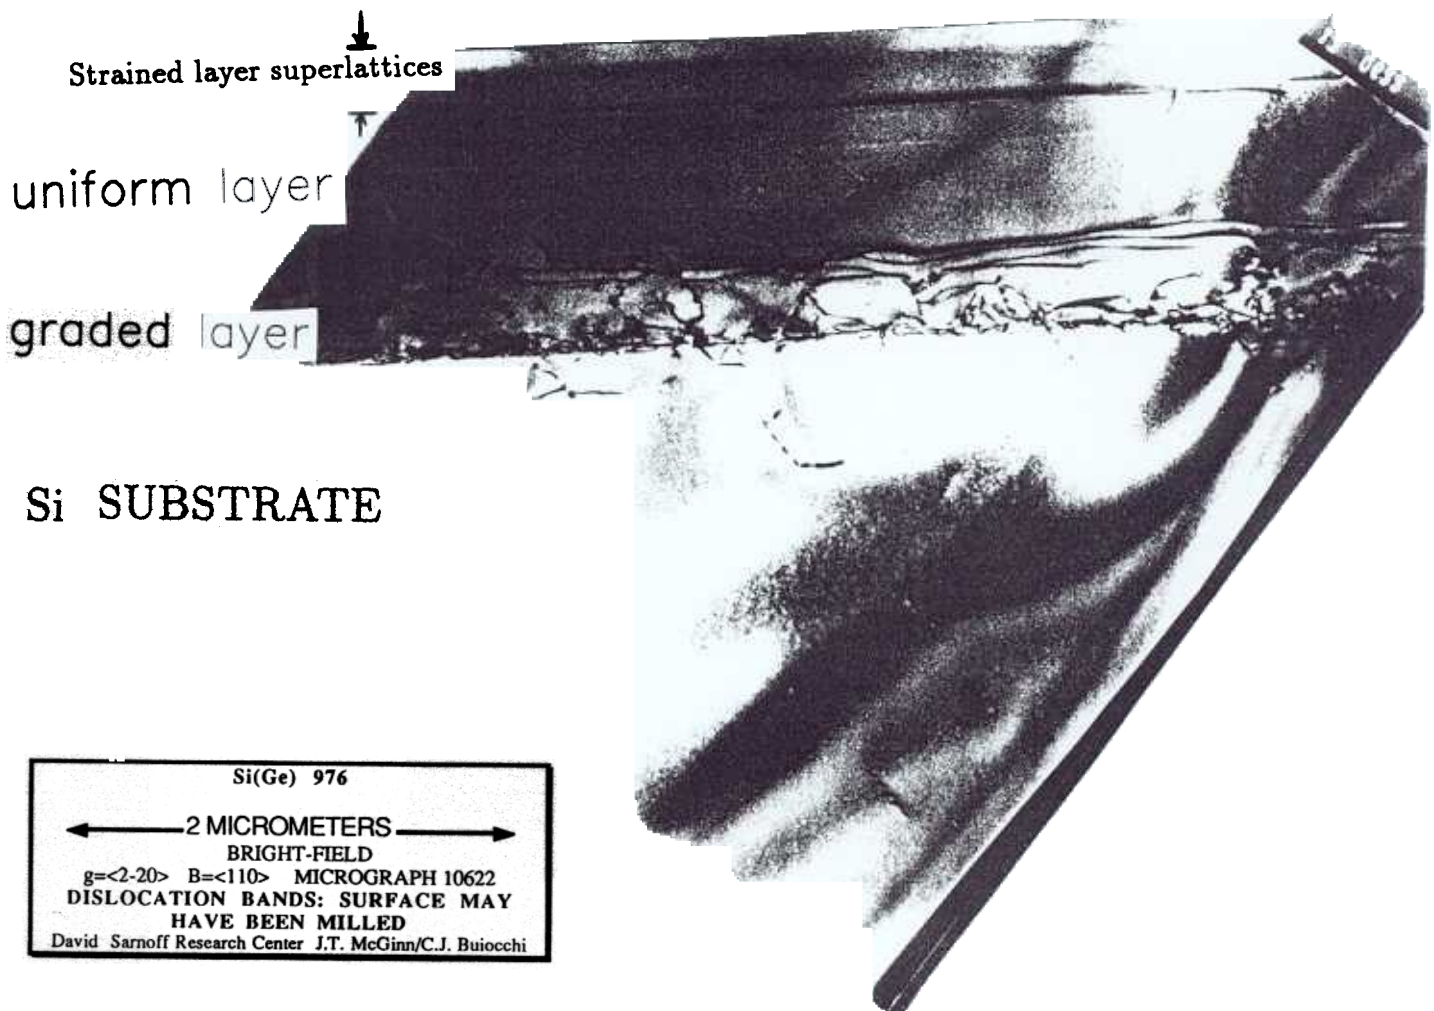 Strained layer superlattices
uniform layer
graded layer
Si SUBSTRATE
Si(Ge) 976
2 MICROMETERS
BRIGHT-FIELD
g=<2-20> B=<110> MICROGRAPH 10622
DISLOCATION BANDS: SURFACE MAY
HAVE BEEN MILLED
David Sarnoff Research Center J.T. McGinn/C.J. Buiocchi